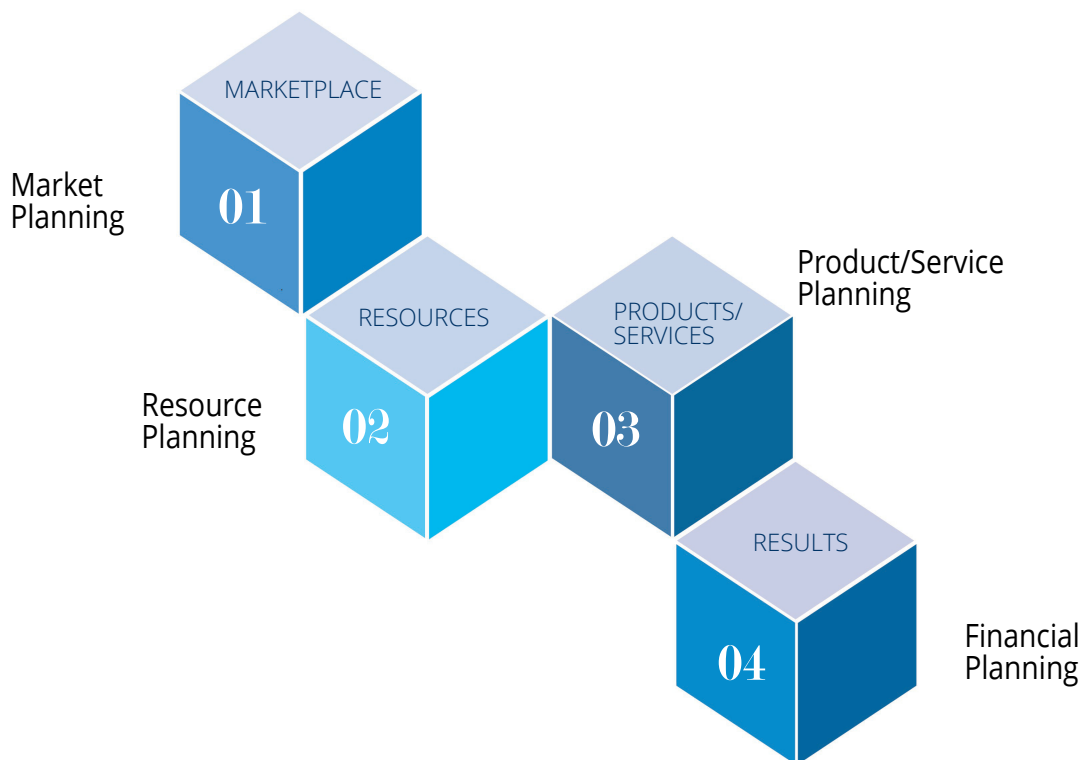 MARKETPLACE
Market
Planning
01
RESOURCES
Resource
Planning
02
PRODUCTS/
SERVICES
Product/Service
Planning
03
RESULTS
04
Financial
Planning